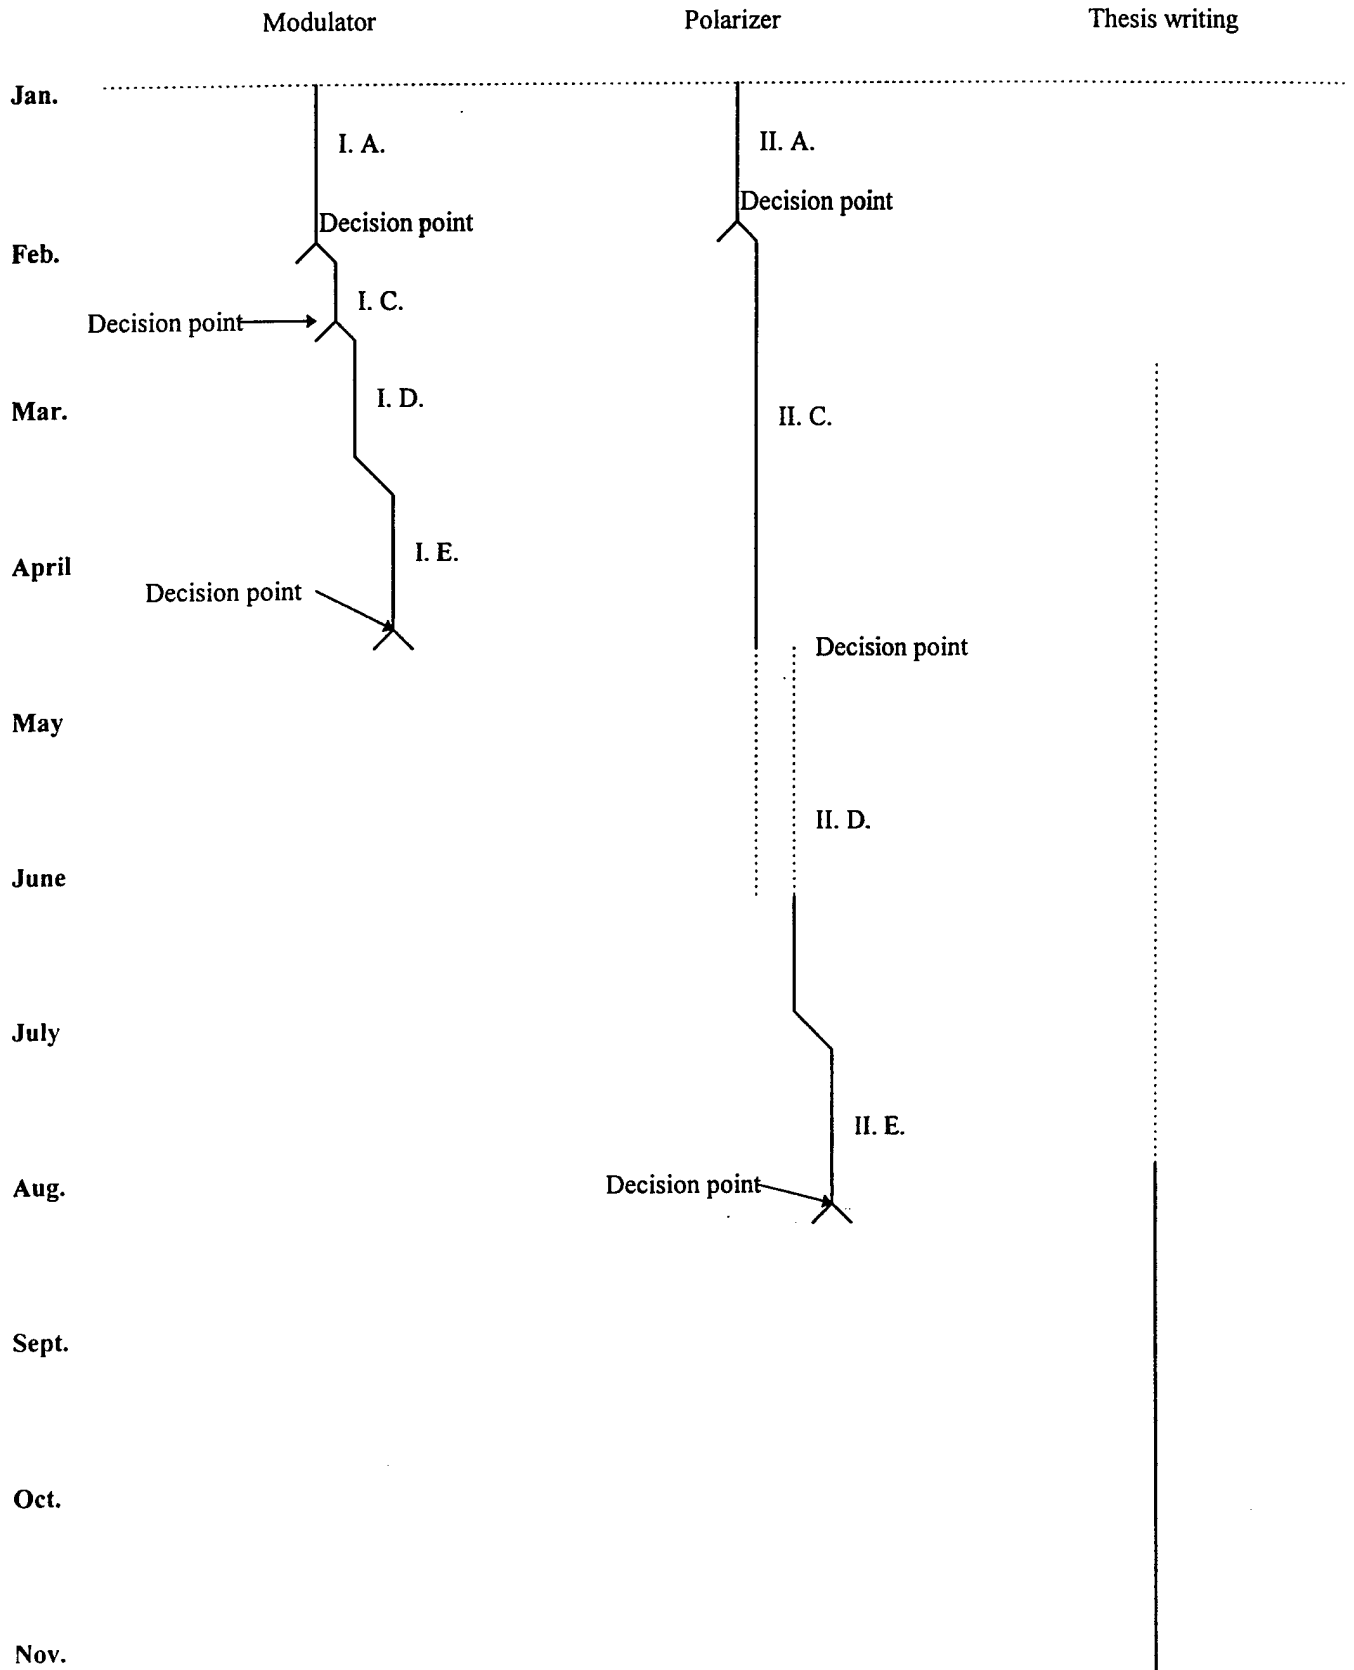 Modulator Polarizer Thesis writing
Jan.
I. A. II. A.
Decision point
Decision point
Feb.
I. C.
Decision point
I. D.
Mar. II. C.
I. E.
April
Decision point
Decision point
May
II. D.
June
July
II. E.
Decision point
Aug.
Sept.
Oct.
Nov.